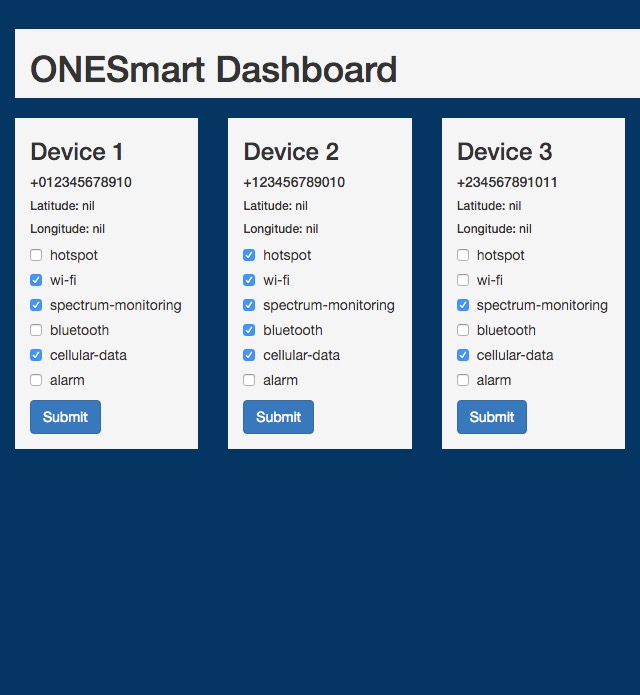 ONESmart Dashboard
Device 1
+012345678910
Latitude: nil
Longitude: nil
hotspot
wi-fi
spectrum-monitoring
bluetooth
cellular-data
alarm
Submit
Device 2
+123456789010
Latitude: nil
Longitude: nil
hotspot
wi-fi
spectrum-monitoring
bluetooth
cellular-data
alarm
Submit
Device 3
+234567891011
Latitude: nil
Longitude: nil
hotspot
wi-fi
spectrum-monitoring
bluetooth
cellular-data
alarm
Submit